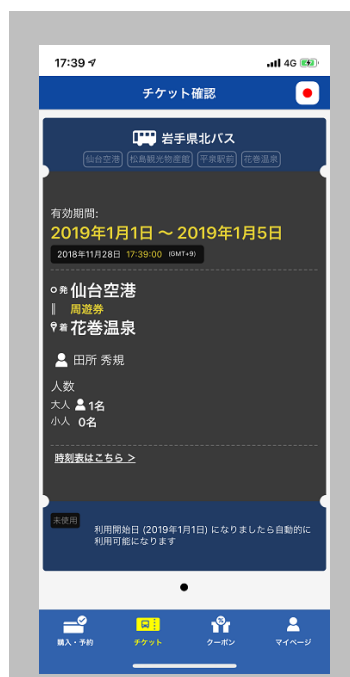 17:39
4G
チケット確認
岩手県北バス
仙台空港 松島観光物産館 平泉駅前 花巻温泉
有効期間:
2019年1月1日 ～ 2019年1月5日
2018年11月28日 17:39:00 (GMT+9)
発 仙台空港
周遊券
着 花巻温泉
田所 秀規
人数
大人 1名
小人 0名
時刻表はこちら >
未使用
利用開始日 (2019年1月1日) になりましたら自動的に
利用可能になります
購入・予約 チケット クーポン マイページ